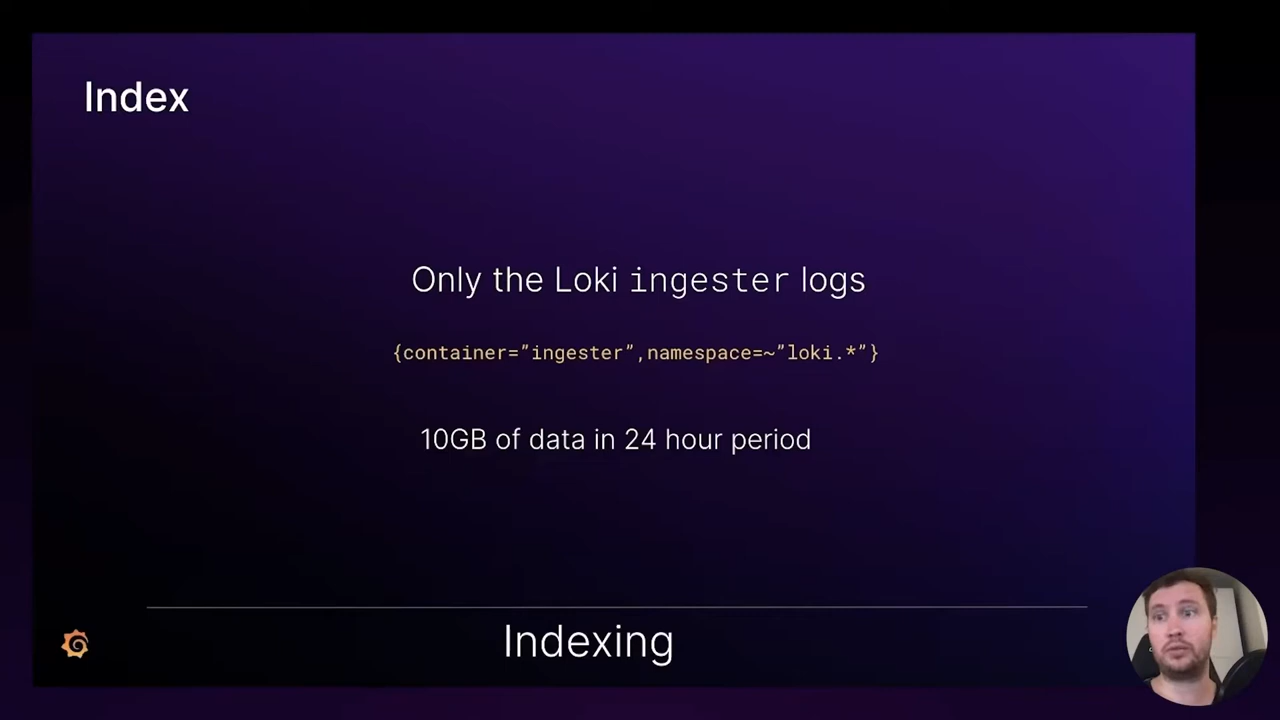 Index
Only the Loki ingester logs
{container=”ingester”,namespace=~”loki.*”}
10GB of data in 24 hour period
Indexing